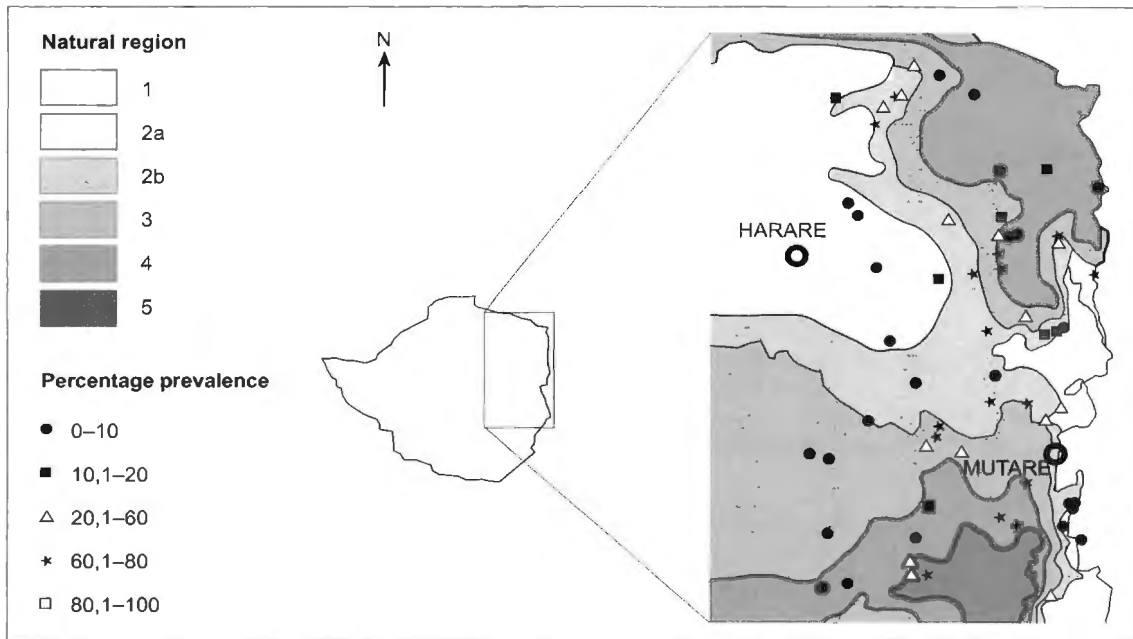 Natural region
1
2a
2b
3
4
5
Percentage prevalence
0–10
10,1–20
20,1–60
60,1–80
80,1–100
N
HARARE
MUTARE